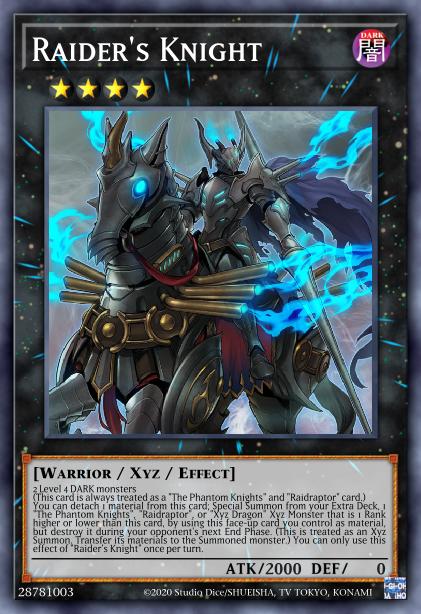 Raider's Knight
DARK
闇
[Warrior / Xyz / Effect]
2 Level 4 DARK monsters
(This card is always treated as a "The Phantom Knights" and "Raidraptor" card.)
You can detach 1 material from this card; Special Summon from your Extra Deck, 1
"The Phantom Knights", "Raidraptor", or "Xyz Dragon" Xyz Monster that is 1 Rank
higher or lower than this card, by using this face-up card you control as material,
but destroy it during your opponent's next End Phase. (This is treated as an Xyz
Summon. Transfer its materials to the Summoned monster.) You can only use this
effect of "Raider's Knight" once per turn.
ATK/2000 DEF/ 0
28781003
©2020 Studio Dice/SHUEISHA, TV TOKYO, KONAMI